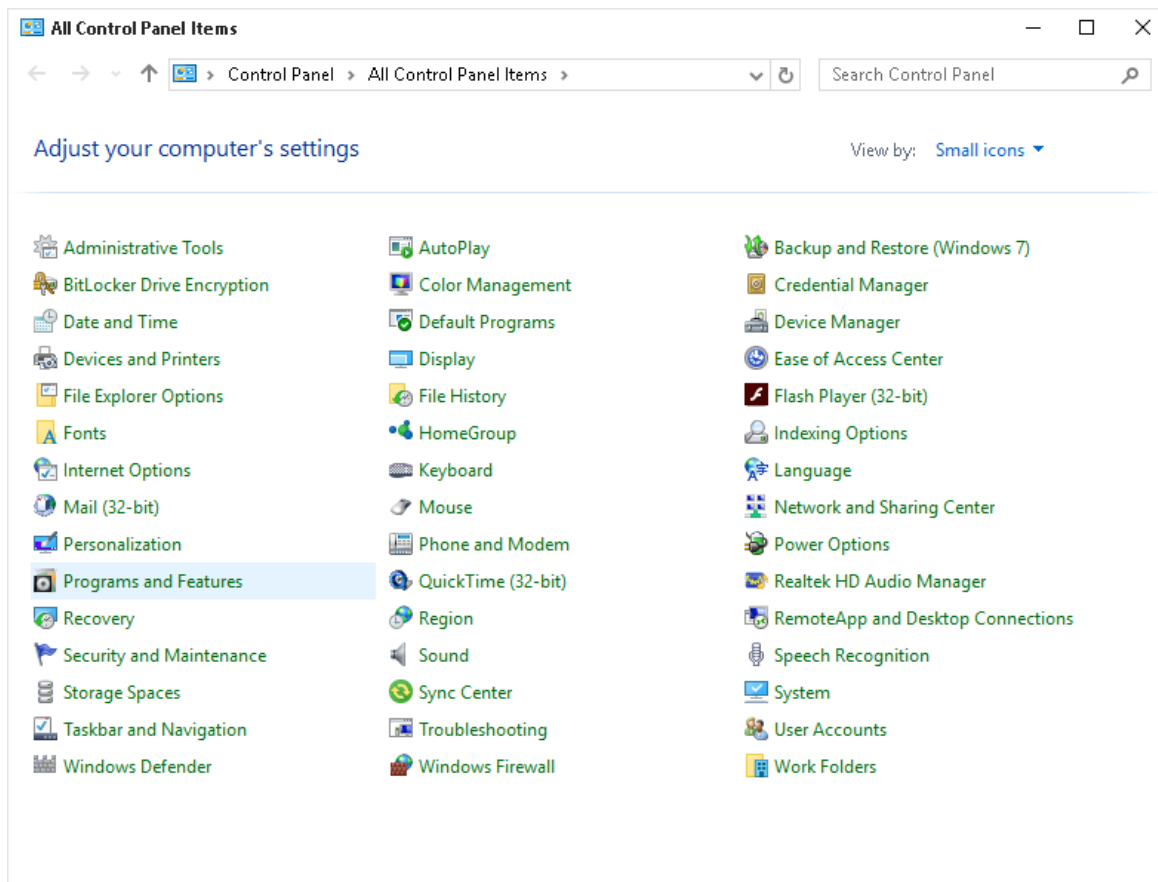 All Control Panel Items
Control Panel > All Control Panel Items >
Search Control Panel
Adjust your computer's settings
View by: Small icons
Administrative Tools
AutoPlay
Backup and Restore (Windows 7)
BitLocker Drive Encryption
Color Management
Credential Manager
Date and Time
Default Programs
Device Manager
Devices and Printers
Display
Ease of Access Center
File Explorer Options
File History
Flash Player (32-bit)
Fonts
HomeGroup
Indexing Options
Internet Options
Keyboard
Language
Mail (32-bit)
Mouse
Network and Sharing Center
Personalization
Phone and Modem
Power Options
Programs and Features
QuickTime (32-bit)
Realtek HD Audio Manager
Recovery
Region
RemoteApp and Desktop Connections
Security and Maintenance
Sound
Speech Recognition
Storage Spaces
Sync Center
System
Taskbar and Navigation
Troubleshooting
User Accounts
Windows Defender
Windows Firewall
Work Folders